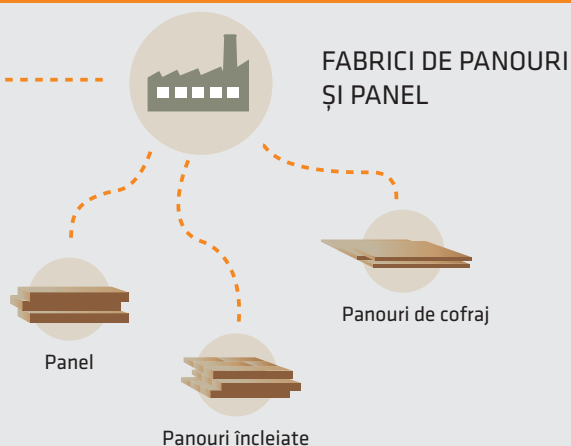 FABRICI DE PANOURI
ȘI PANEL
Panouri de cofraj
Panel
Panouri încleiate